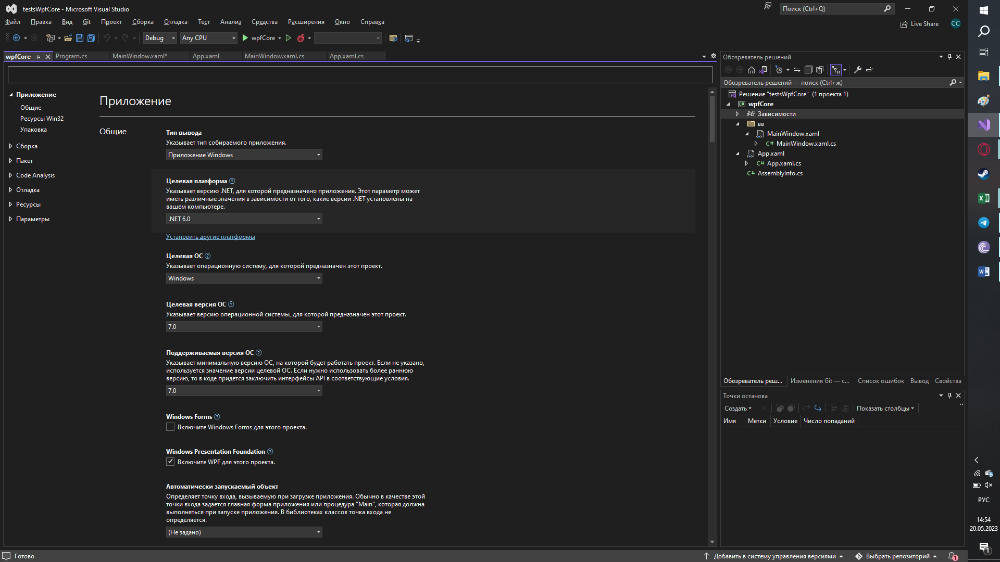 testsWpfCore - Microsoft Visual Studio
Поиск (Ctrl+Q)
Файл Правка Вид Git Проект Сборка Отладка Тест Анализ Средства Расширения Окно Справка
Live Share
CC
Debug Any CPU wpfCore
wpfCore Program.cs MainWindow.xaml* App.xaml MainWindow.xaml.cs App.xaml.cs
Приложение
Общие
Ресурсы Win32
Упаковка
Сборка
Пакет
Code Analysis
Отладка
Ресурсы
Параметры
Приложение
Общие
Тип вывода
Указывает тип собираемого приложения.
Приложение Windows
Целевая платформа
Указывает версию .NET, для которой предназначено приложение. Этот параметр может
иметь различные значения в зависимости от того, какие версии .NET установлены на
вашем компьютере.
.NET 6.0
Установить другие платформы
Целевая ОС
Указывает операционную систему, для которой предназначен этот проект.
Windows
Целевая версия ОС
Указывает версию операционной системы, для которой предназначен этот проект.
7.0
Поддерживаемая версия ОС
Указывает минимальную версию ОС, на которой будет работать проект. Если не указано,
используется значение версии целевой ОС. Если нужно использовать более раннюю
версию, то в коде придется заключить интерфейсы API в соответствующие условия.
7.0
Windows Forms
Включите Windows Forms для этого проекта.
Windows Presentation Foundation
Включите WPF для этого проекта.
Автоматически запускаемый объект
Определяет точку входа, вызываемую при загрузке приложения. Обычно в качестве этой
точки входа задается главная форма приложения или процедура "Main", которая должна
выполняться при запуске приложения. В библиотеках классов точка входа не
определяется.
(Не задано)
Обозреватель решений
Обозреватель решений — поиск (Ctrl+ж)
Решение "testsWpfCore" (1 проекта 1)
C# wpfCore
Зависимости
вв
MainWindow.xaml
C# MainWindow.xaml.cs
App.xaml
C# App.xaml.cs
C# AssemblyInfo.cs
Обозреватель реш... Изменения Git — с... Список ошибок Вывод Свойства
Точки останова
Создать Показать столбцы
Имя Метки Условие Число попаданий
РУС
14:54
20.05.2023
1
Готово
Добавить в систему управления версиями Выбрать репозиторий 1